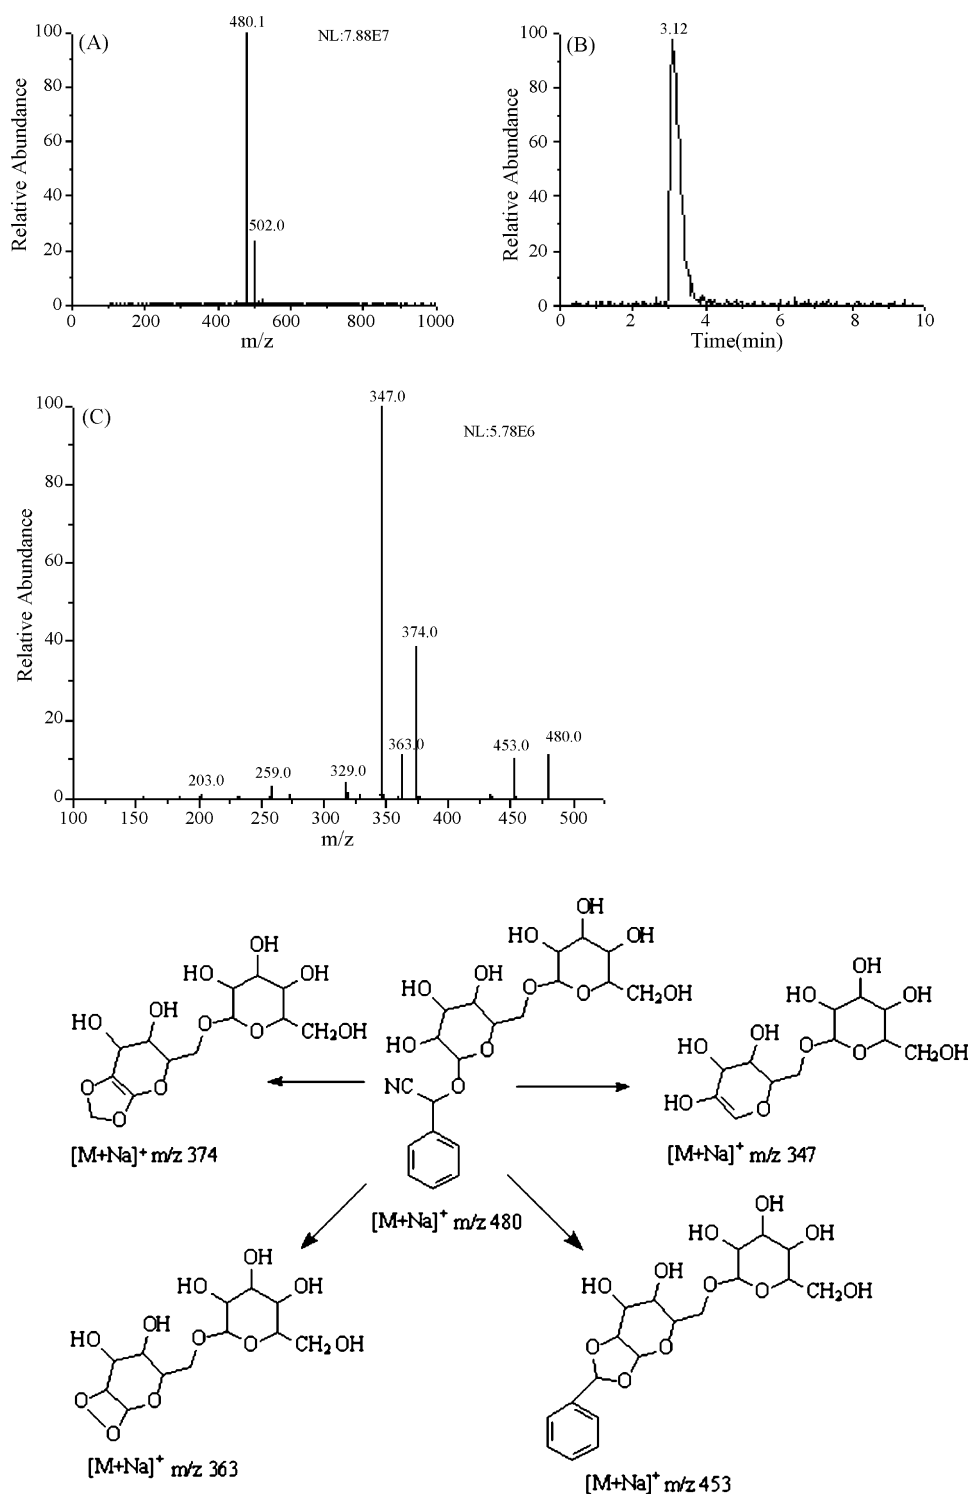 (A)
480.1
NL:7.88E7
502.0
100
80
60
40
20
0
Relative Abundance
0 200 400 600 800 1000
m/z
(B)
3.12
100
80
60
40
20
0
Relative Abundance
0 2 4 6 8 10
Time(min)
(C)
347.0
NL:5.78E6
374.0
363.0
453.0
480.0
203.0
259.0
329.0
100
80
60
40
20
0
Relative Abundance
100 150 200 250 300 350 400 450 500
m/z
OH
HO OH
HO OH
O
O
CH2OH
O
O
O
[M+Na]+ m/z 374
OH
HO OH
OH
HO
HO
O
O
CH2OH
O
NC O
[M+Na]+ m/z 480
OH
HO OH
OH
HO
HO
O
O
CH2OH
O
[M+Na]+ m/z 347
OH
HO OH
OH
HO
O
O
CH2OH
O
O
O
[M+Na]+ m/z 363
OH
HO OH
OH
HO
O
O
CH2OH
O
O
O
[M+Na]+ m/z 453